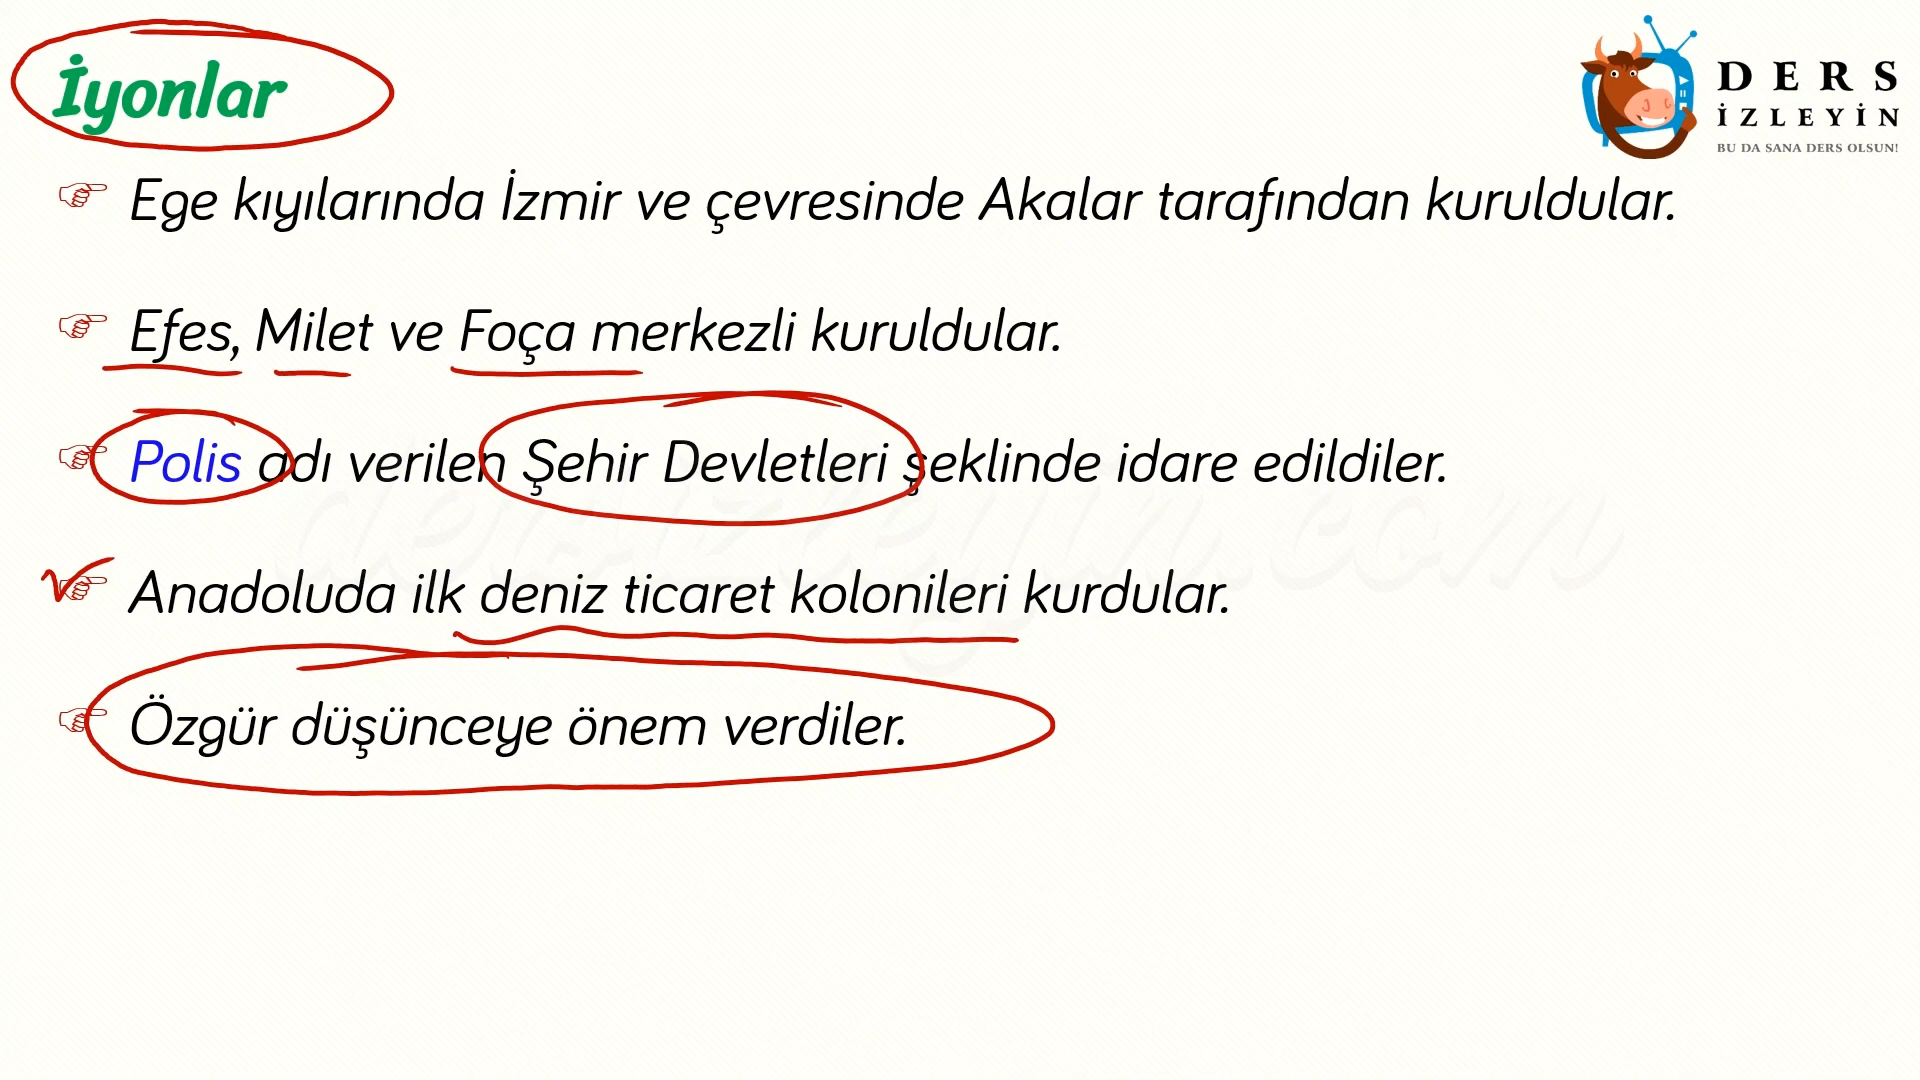 İyonlar
DERS
İZLEYİN
BU DA SANA DERS OLSUN!
Ege kıyılarında İzmir ve çevresinde Akalar tarafından kuruldular.
Efes, Milet ve Foça merkezli kuruldular.
Polis adı verilen Şehir Devletleri şeklinde idare edildiler.
Anadoluda ilk deniz ticaret kolonileri kurdular.
Özgür düşünceye önem verdiler.
dersizleyin.com